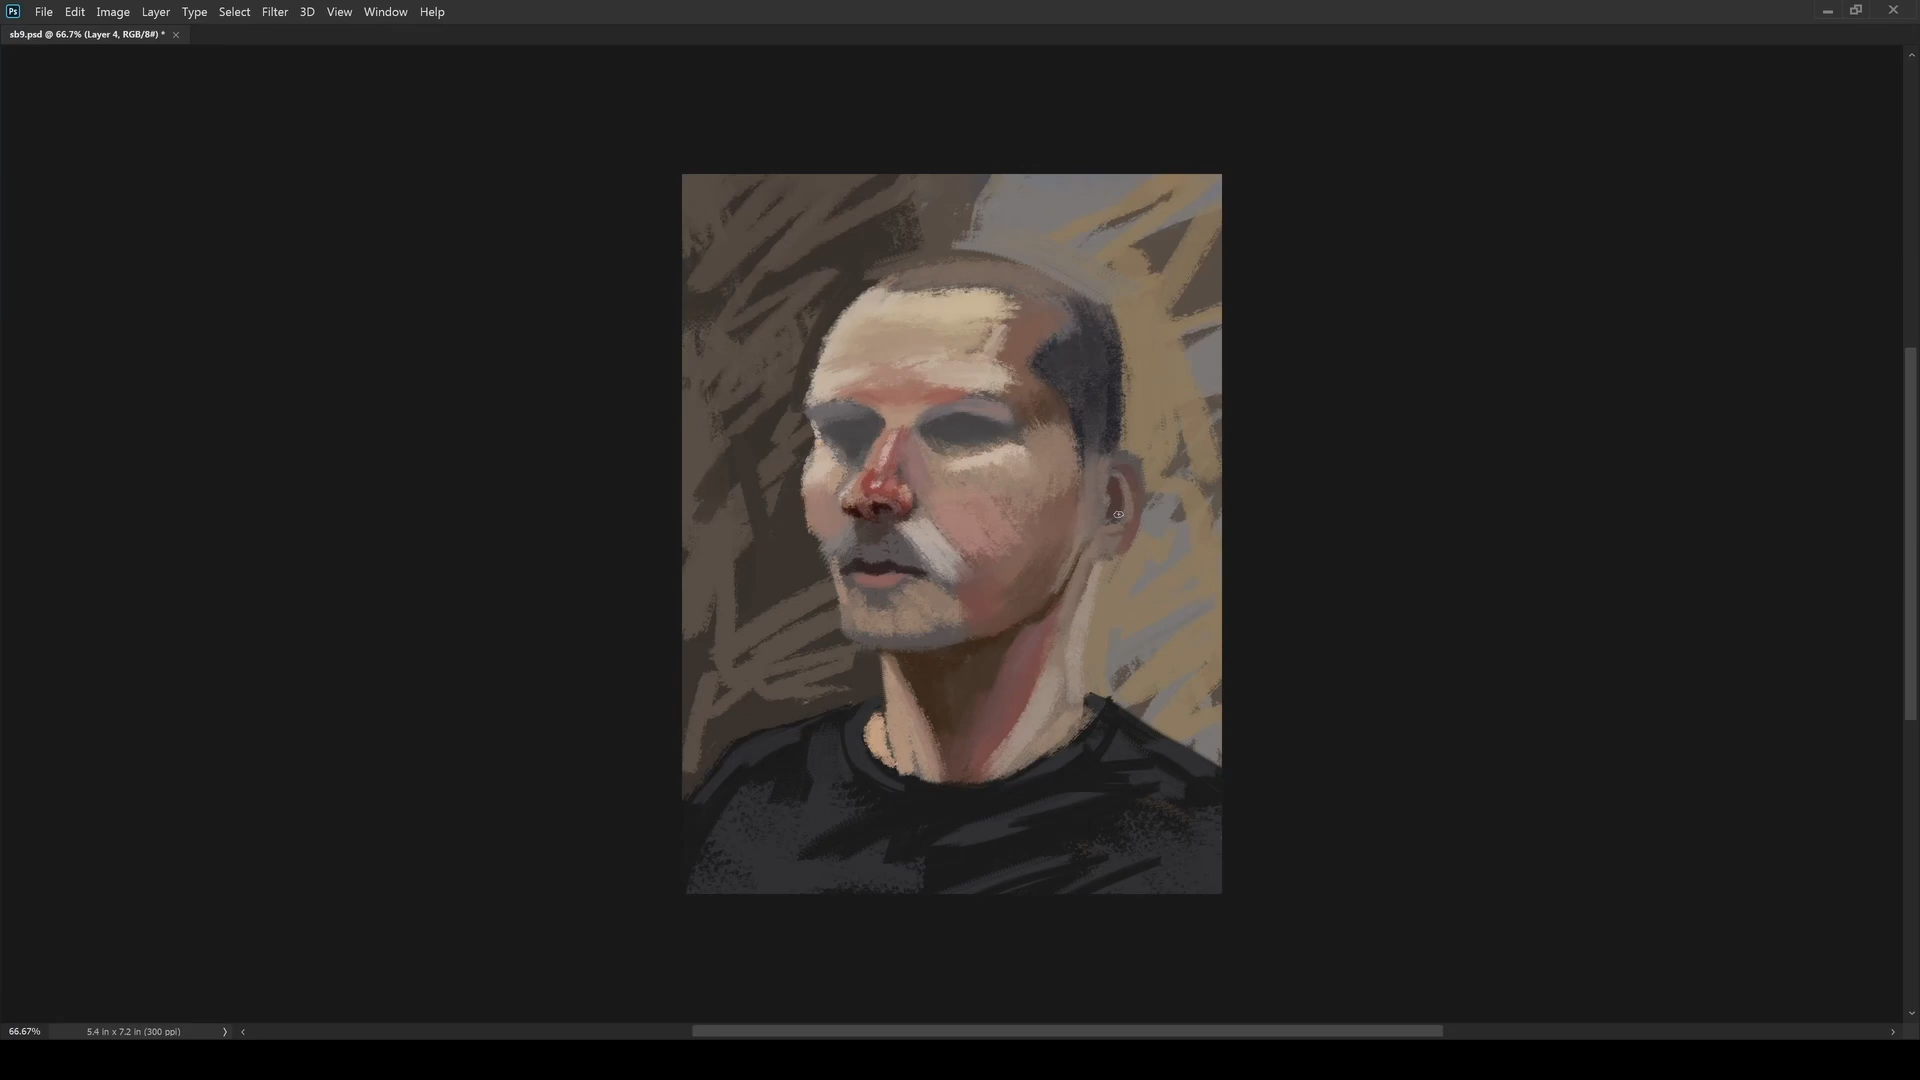 Ps File Edit Image Layer Type Select Filter 3D View Window Help
sb9.psd @ 66.7% (Layer 4, RGB/8#) *
66.67% 5.4 in x 7.2 in (300 ppi)